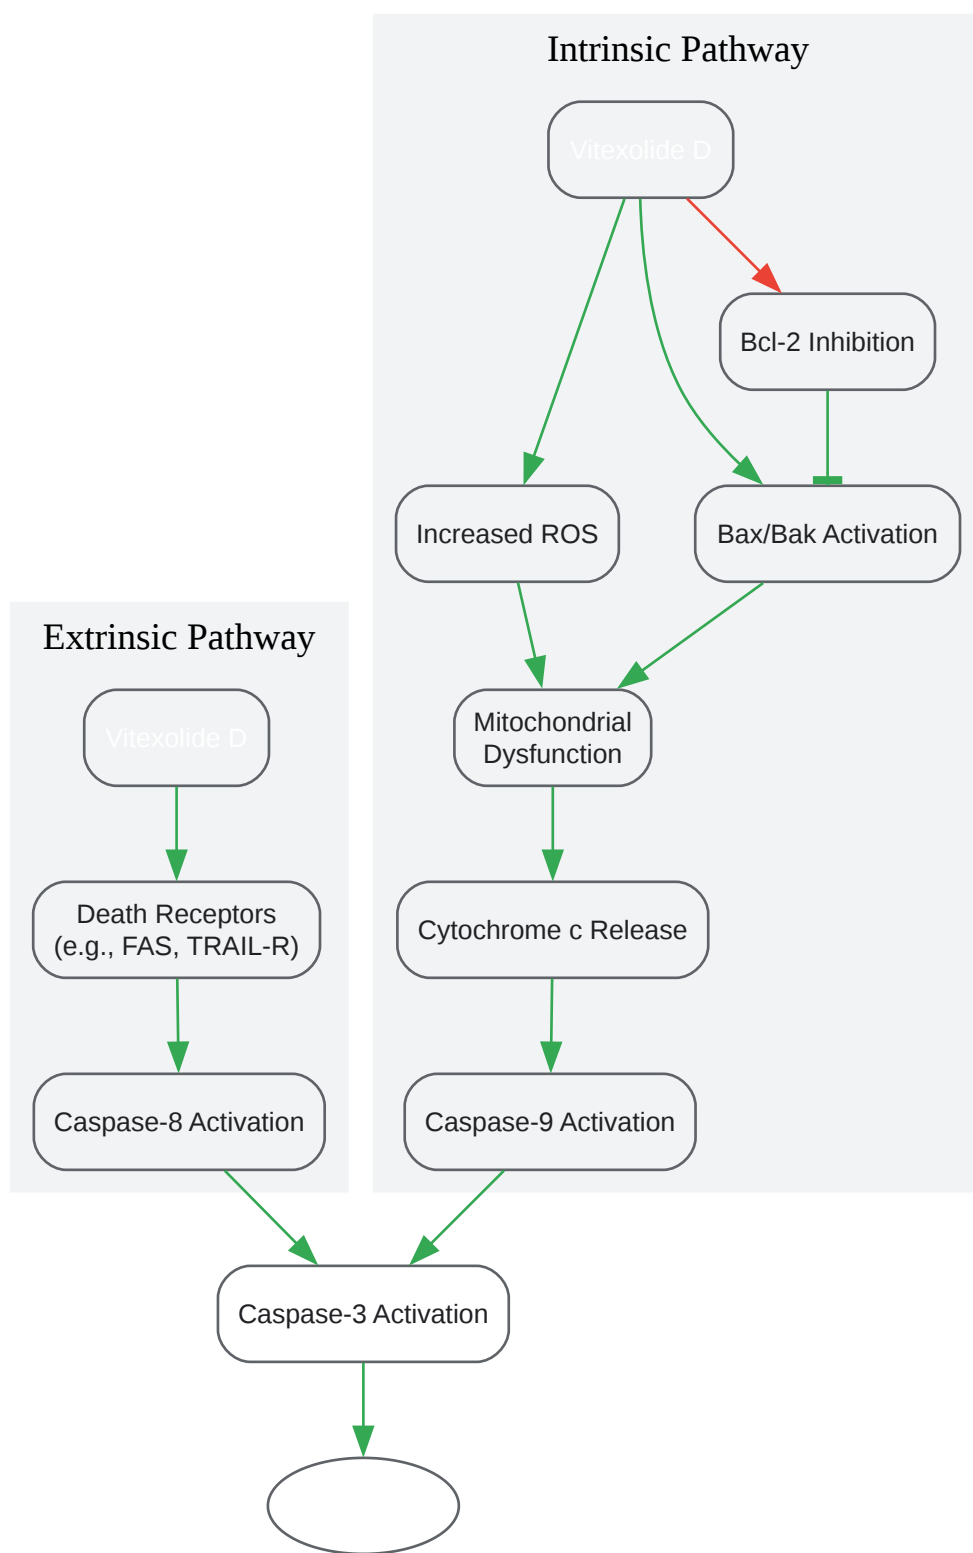 Intrinsic Pathway
Vitexolide D
Bcl-2 Inhibition
Increased ROS
Bax/Bak Activation
Extrinsic Pathway
Vitexolide D
Mitochondrial
Dysfunction
Death Receptors
(e.g., FAS, TRAIL-R)
Cytochrome c Release
Caspase-8 Activation
Caspase-9 Activation
Caspase-3 Activation